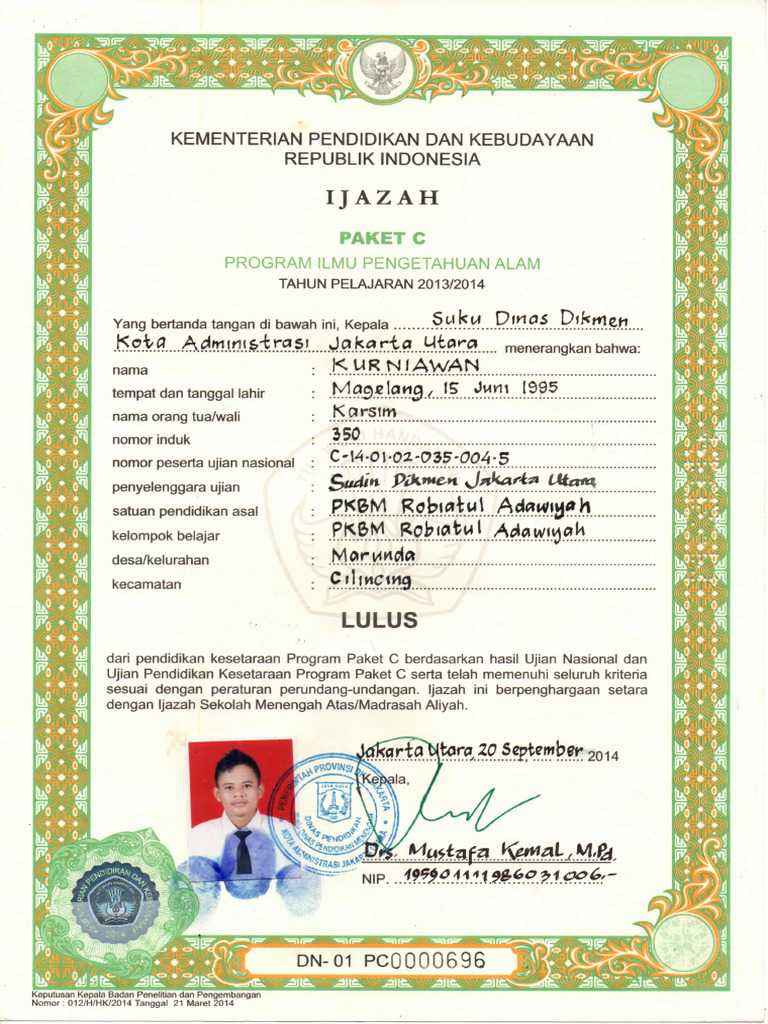 KEMENTERIAN PENDIDIKAN DAN KEBUDAYAAN
REPUBLIK INDONESIA
IJAZAH
PAKET C
PROGRAM ILMU PENGETAHUAN ALAM
TAHUN PELAJARAN 2013/2014
Yang bertanda tangan di bawah ini, Kepala Suku Dinas Dikmen
Kota Administrasi Jakarta Utara menerangkan bahwa:
nama : KURNIAWAN
tempat dan tanggal lahir : Magelang, 15 Juni 1995
nama orang tua/wali : Karsim
nomor induk : 350
nomor peserta ujian nasional : C-14-01-02-035-004-5
penyelenggara ujian : Sudin Dikmen Jakarta Utara
satuan pendidikan asal : PKBM Robiatul Adawiyah
kelompok belajar : PKBM Robiatul Adawiyah
desa/kelurahan : Marunda
kecamatan : Cilincing
LULUS
dari pendidikan kesetaraan Program Paket C berdasarkan hasil Ujian Nasional dan
Ujian Pendidikan Kesetaraan Program Paket C serta telah memenuhi seluruh kriteria
sesuai dengan peraturan perundang-undangan. Ijazah ini berpenghargaan setara
dengan Ijazah Sekolah Menengah Atas/Madrasah Aliyah.
Jakarta Utara, 20 September 2014
Kepala,
PEMERINTAH PROVINSI DKI JAKARTA
DINAS PENDIDIKAN
KOTA ADMINISTRASI JAKARTA
Drs. Mustafa Kemal, M.Pd.
NIP. 195901111986031006,-
DN- 01 PC0000696
Keputusan Kepala Badan Penelitian dan Pengembangan
Nomor : 012/H/HK/2014 Tanggal 21 Maret 2014